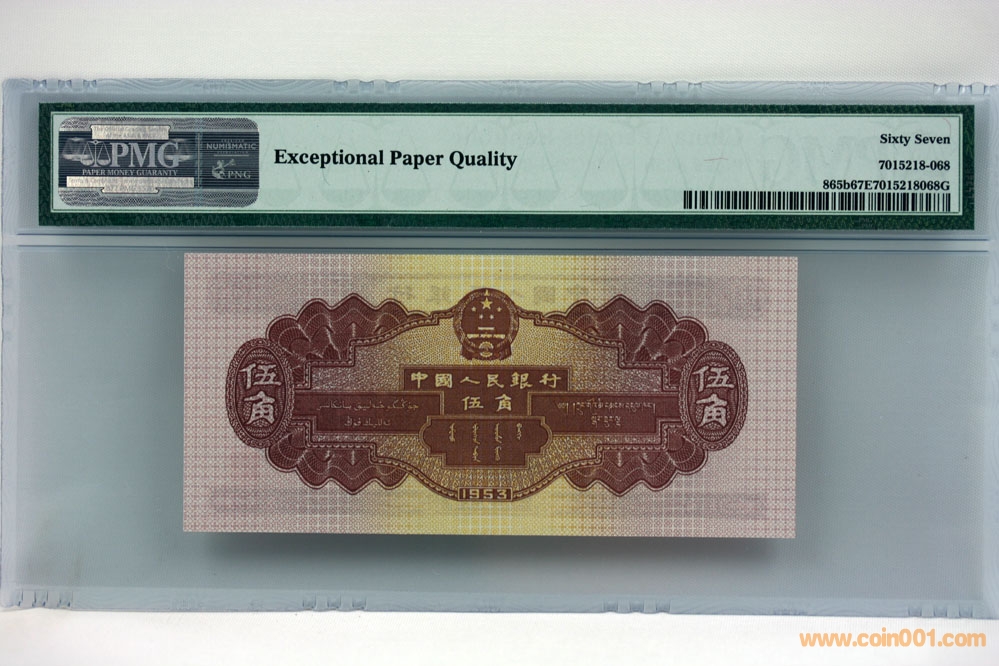 PMG
PAPER MONEY GUARANTY
NUMISMATIC
PNG
Exceptional Paper Quality
Sixty Seven
7015218-068
865b67E7015218068G
中國人民銀行
伍角
伍角
伍角
1953
www.coin001.com